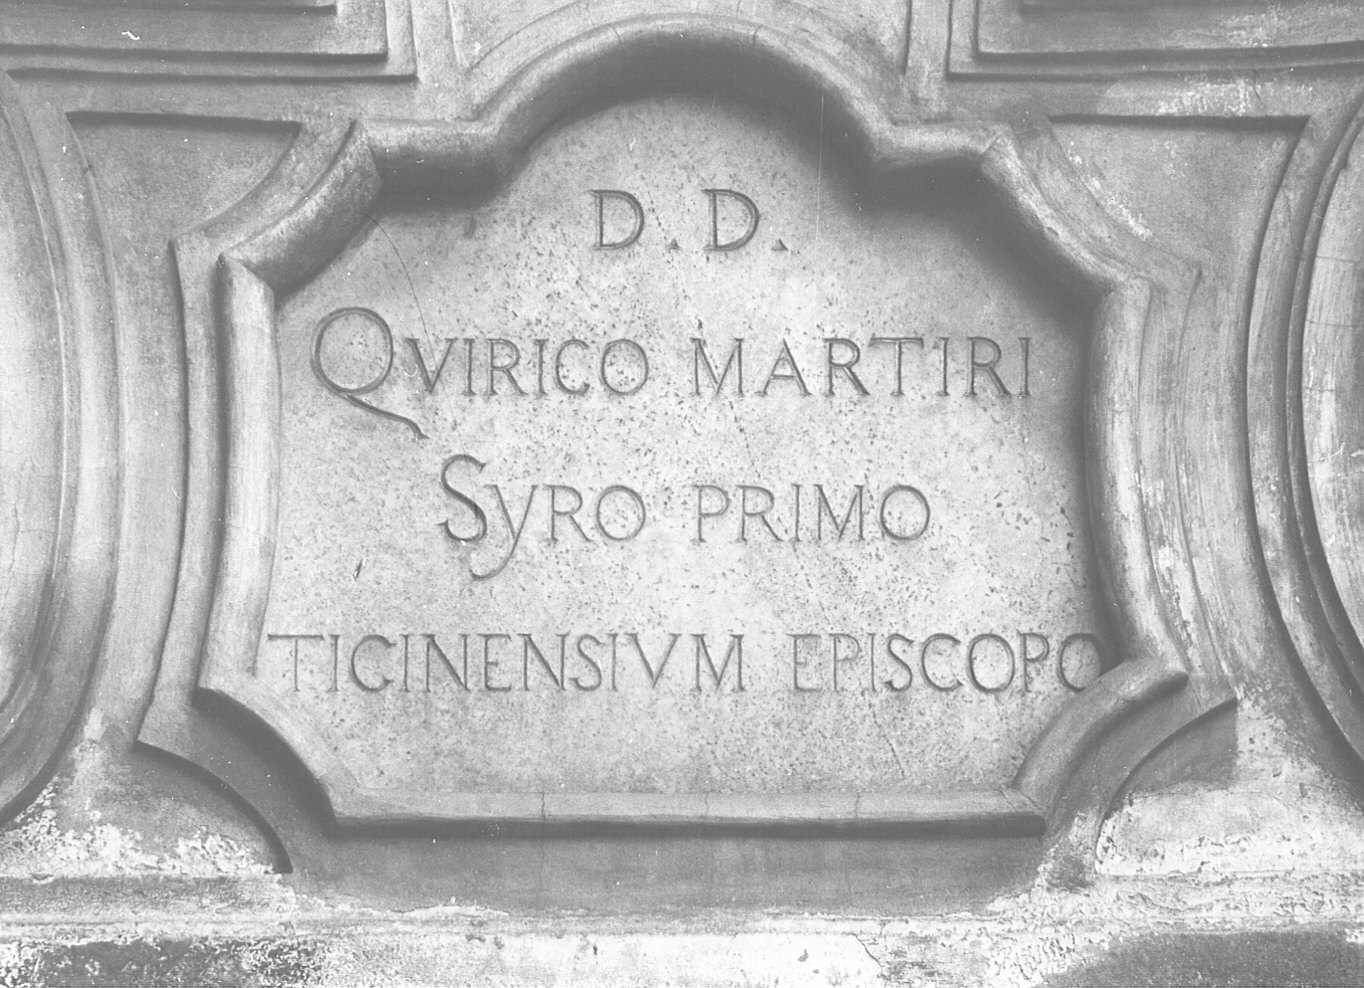 D. D.
QVIRICO MARTIRI
SYRO PRIMO
TICINENSIVM EPISCOPO